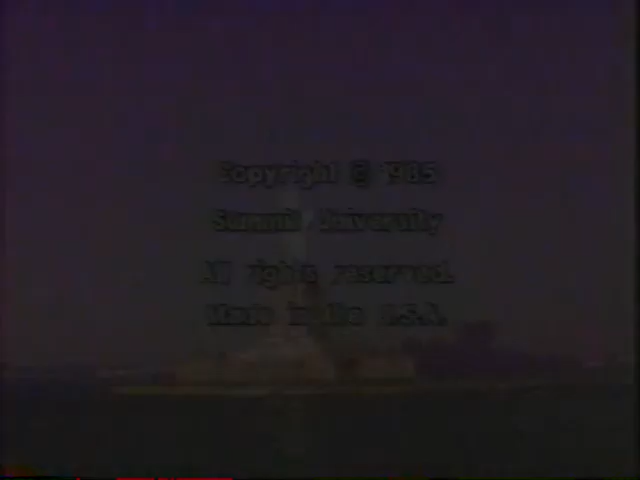 Copyright © 1985
Summit University
All rights reserved.
Made in the U.S.A.